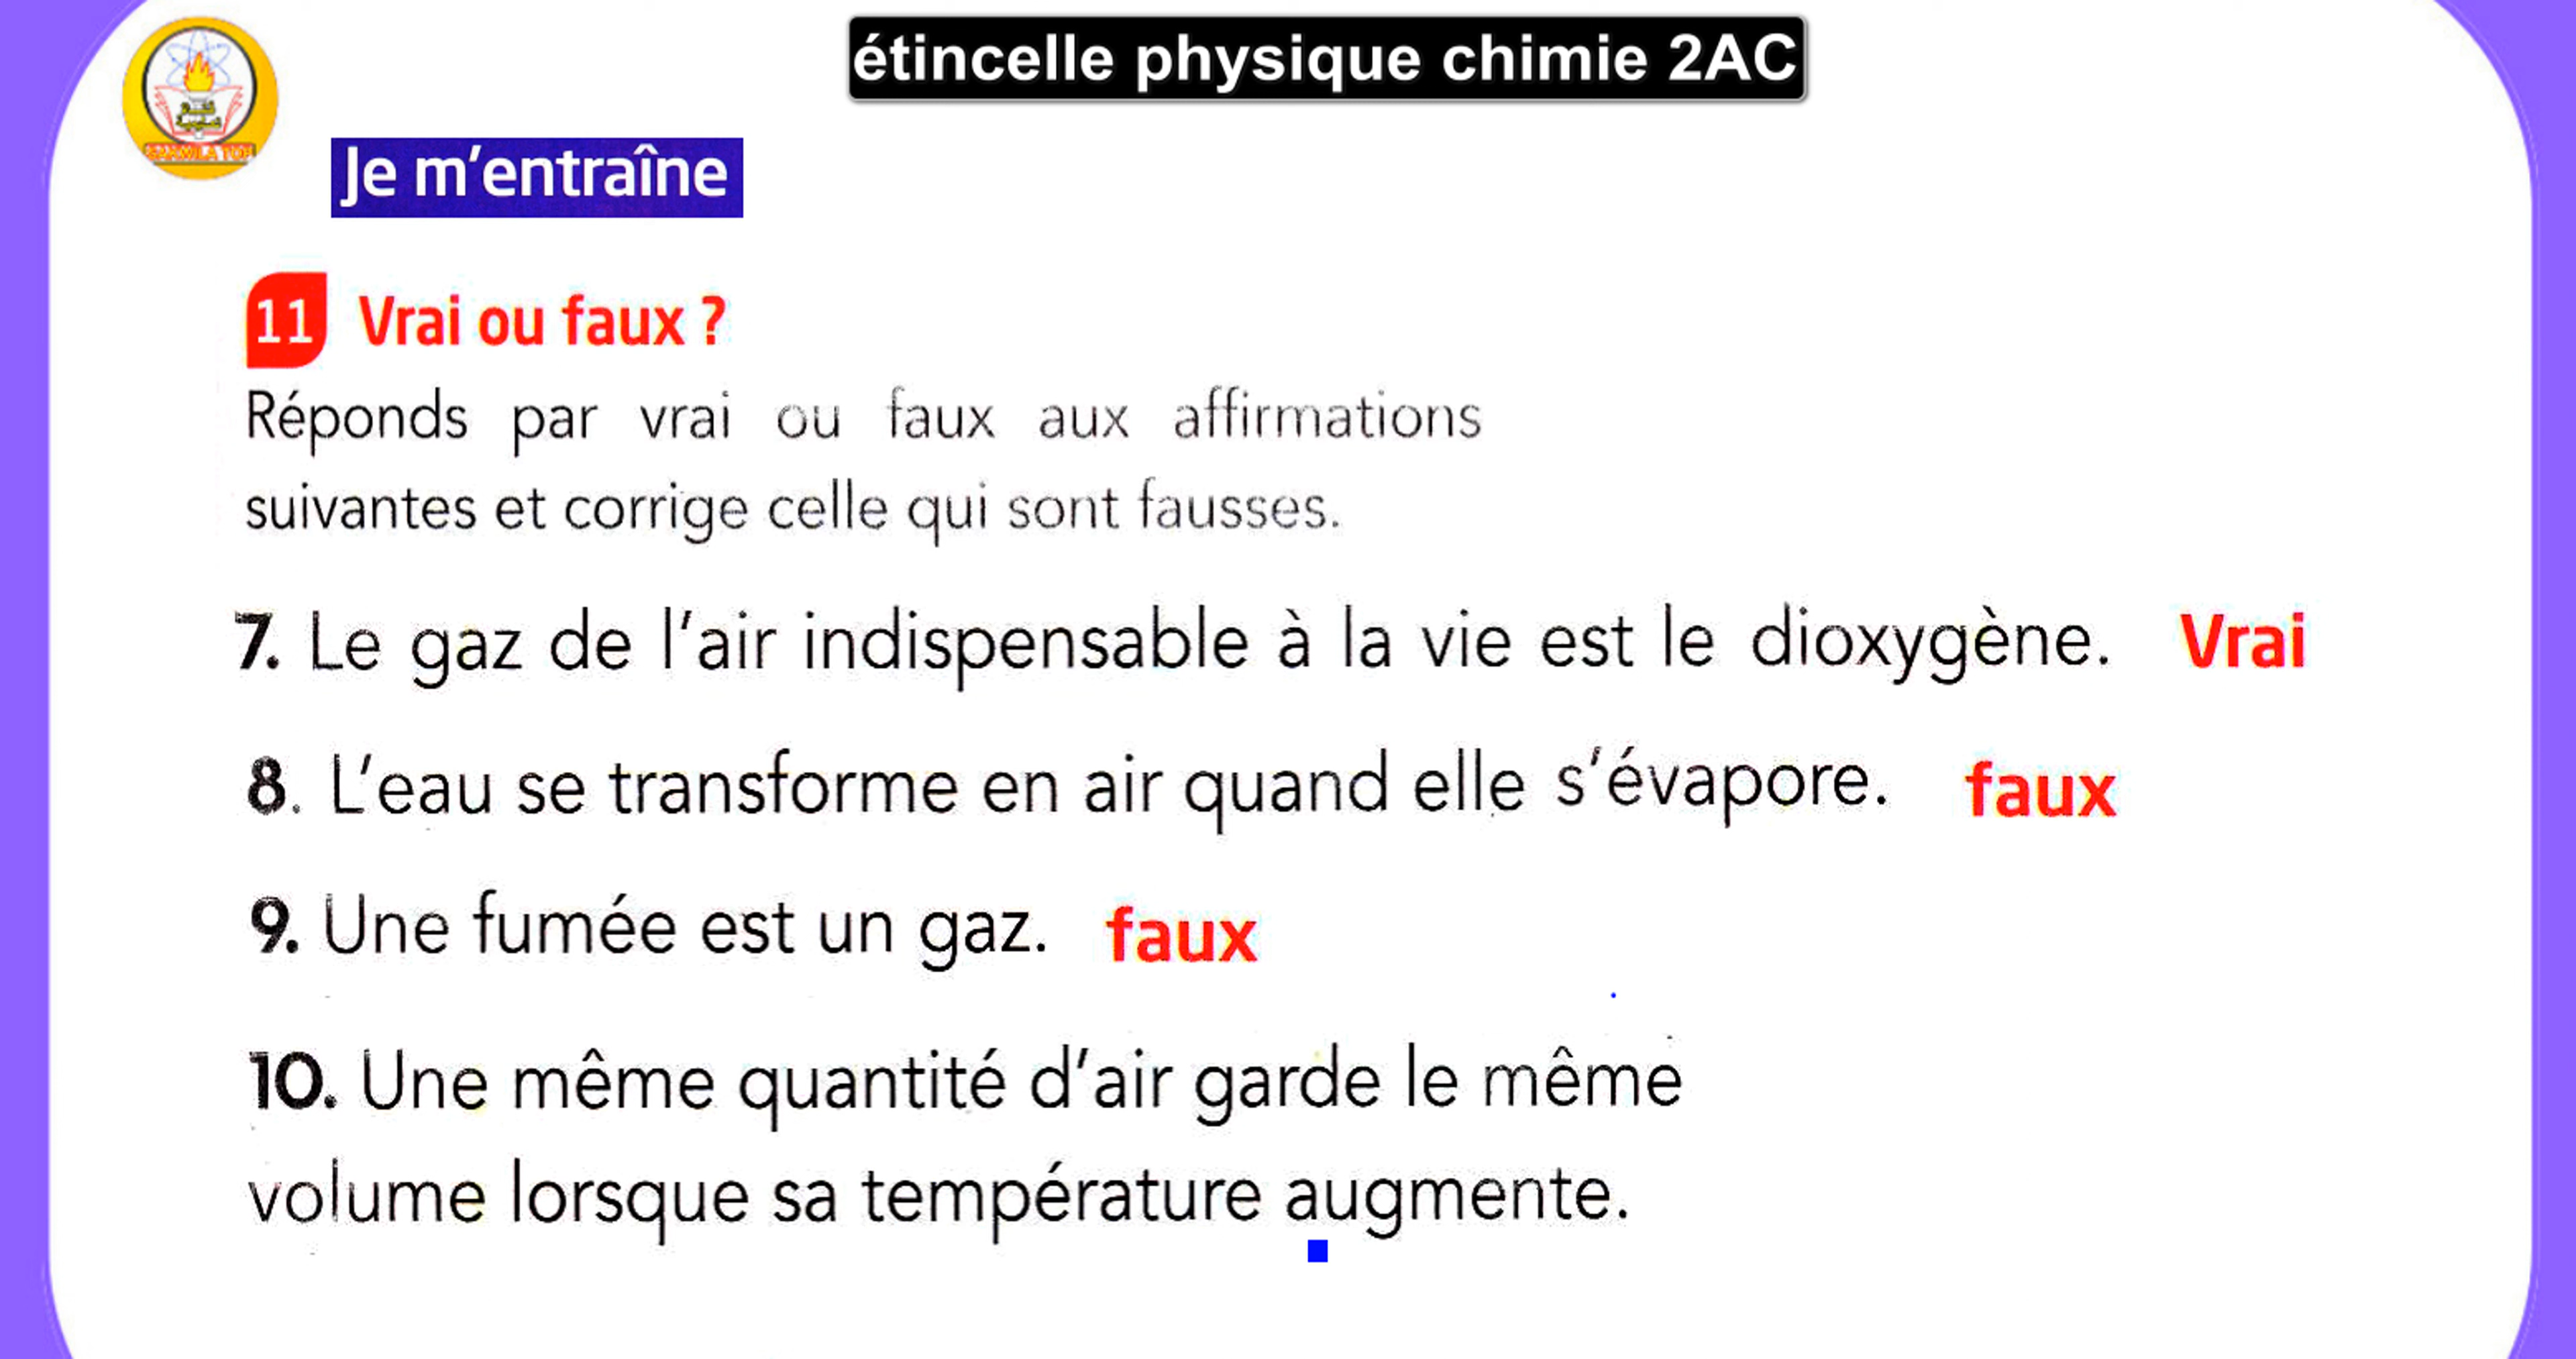 étincelle physique chimie 2AC
Je m'entraîne
11 Vrai ou faux ?
Réponds par vrai ou faux aux affirmations
suivantes et corrige celle qui sont fausses.
7. Le gaz de l'air indispensable à la vie est le dioxygène. Vrai
8. L'eau se transforme en air quand elle s'évapore. faux
9. Une fumée est un gaz. faux
10. Une même quantité d'air garde le même
volume lorsque sa température augmente.